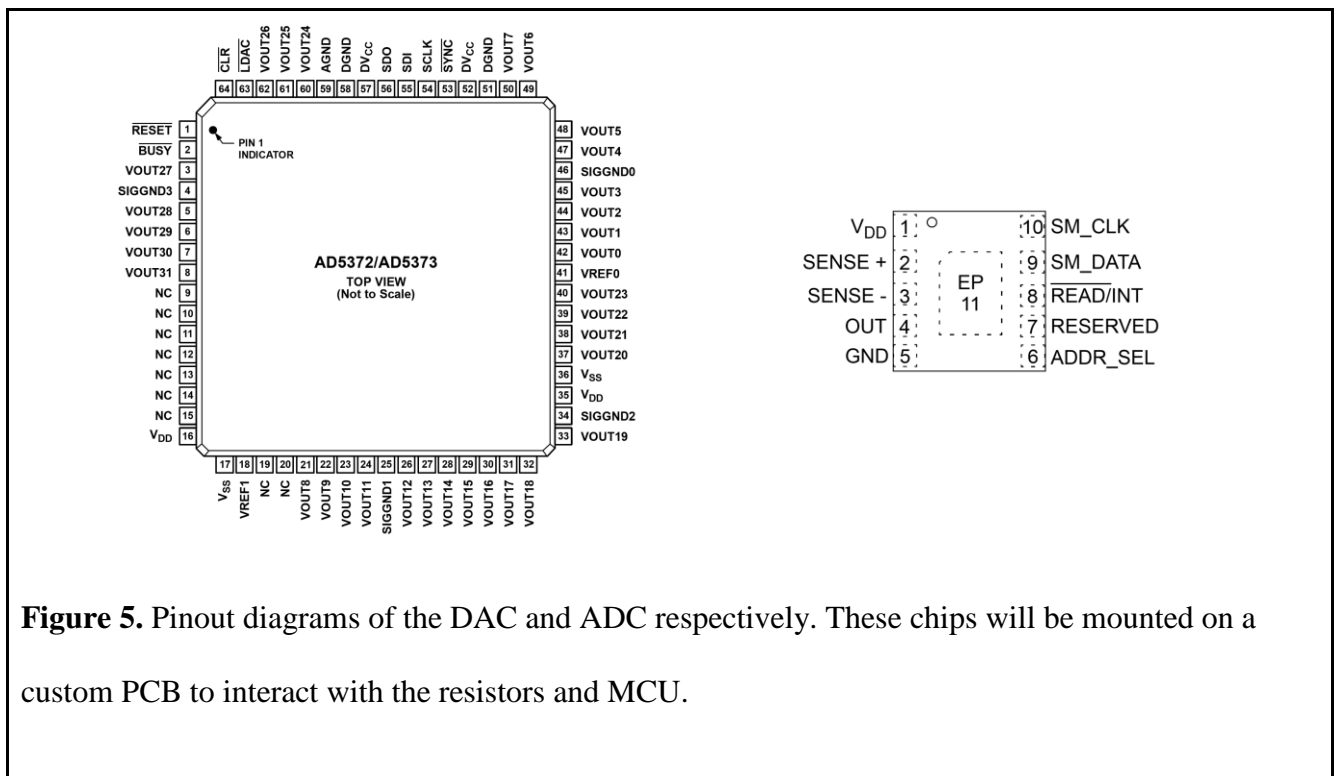 CLR
LDAC
VOUT26
VOUT25
VOUT24
AGND
DGND
DVCC
SDO
SDI
SCLK
SYNC
DVCC
DGND
VOUT7
VOUT6
64 63 62 61 60 59 58 57 56 55 54 53 52 51 50 49
RESET 1
BUSY 2
VOUT27 3
SIGGND3 4
VOUT28 5
VOUT29 6
VOUT30 7
VOUT31 8
NC 9
NC 10
NC 11
NC 12
NC 13
NC 14
NC 15
VDD 16
PIN 1
INDICATOR
AD5372/AD5373
TOP VIEW
(Not to Scale)
48 VOUT5
47 VOUT4
46 SIGGND0
45 VOUT3
44 VOUT2
43 VOUT1
42 VOUT0
41 VREF0
40 VOUT23
39 VOUT22
38 VOUT21
37 VOUT20
36 VSS
35 VDD
34 SIGGND2
33 VOUT19
17 18 19 20 21 22 23 24 25 26 27 28 29 30 31 32
VSS
VREF1
NC
NC
VOUT8
VOUT9
VOUT10
VOUT11
SIGGND1
VOUT12
VOUT13
VOUT14
VOUT15
VOUT16
VOUT17
VOUT18
VDD 1
SENSE + 2
SENSE - 3
OUT 4
GND 5
EP
11
10 SM_CLK
9 SM_DATA
8 READ/INT
7 RESERVED
6 ADDR_SEL
Figure 5. Pinout diagrams of the DAC and ADC respectively. These chips will be mounted on a
custom PCB to interact with the resistors and MCU.